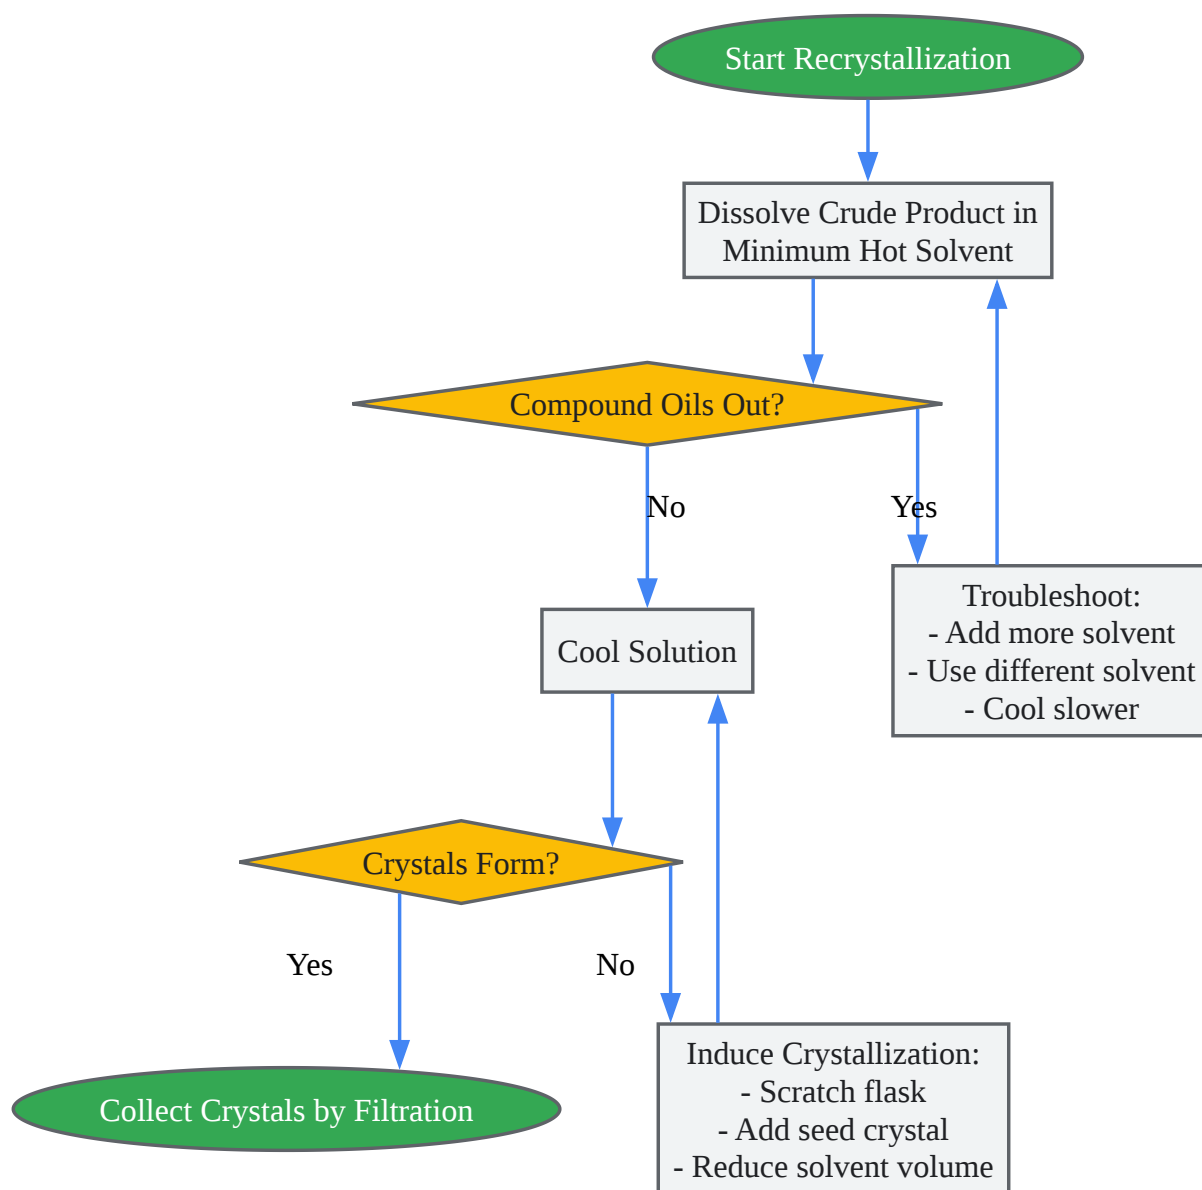 Start Recrystallization
Dissolve Crude Product in
Minimum Hot Solvent
Compound Oils Out?
No
Yes
Troubleshoot:
- Add more solvent
- Use different solvent
- Cool slower
Cool Solution
Crystals Form?
Yes
No
Induce Crystallization:
- Scratch flask
- Add seed crystal
- Reduce solvent volume
Collect Crystals by Filtration